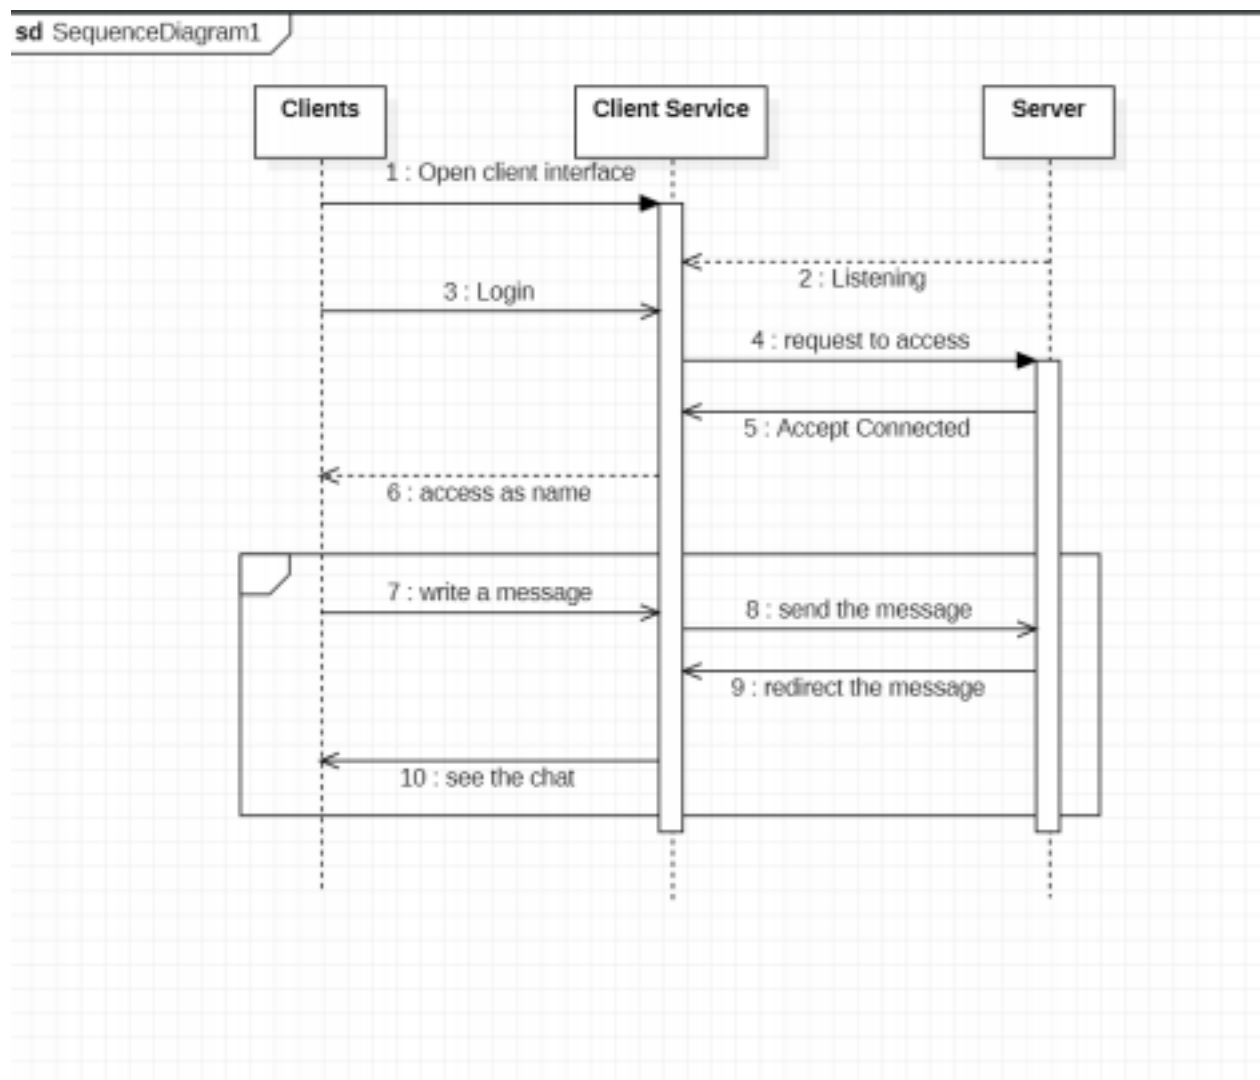 sd SequenceDiagram1
Clients
Client Service
Server
1 : Open client interface
2 : Listening
3 : Login
4 : request to access
5 : Accept Connected
6 : access as name
7 : write a message
8 : send the message
9 : redirect the message
10 : see the chat